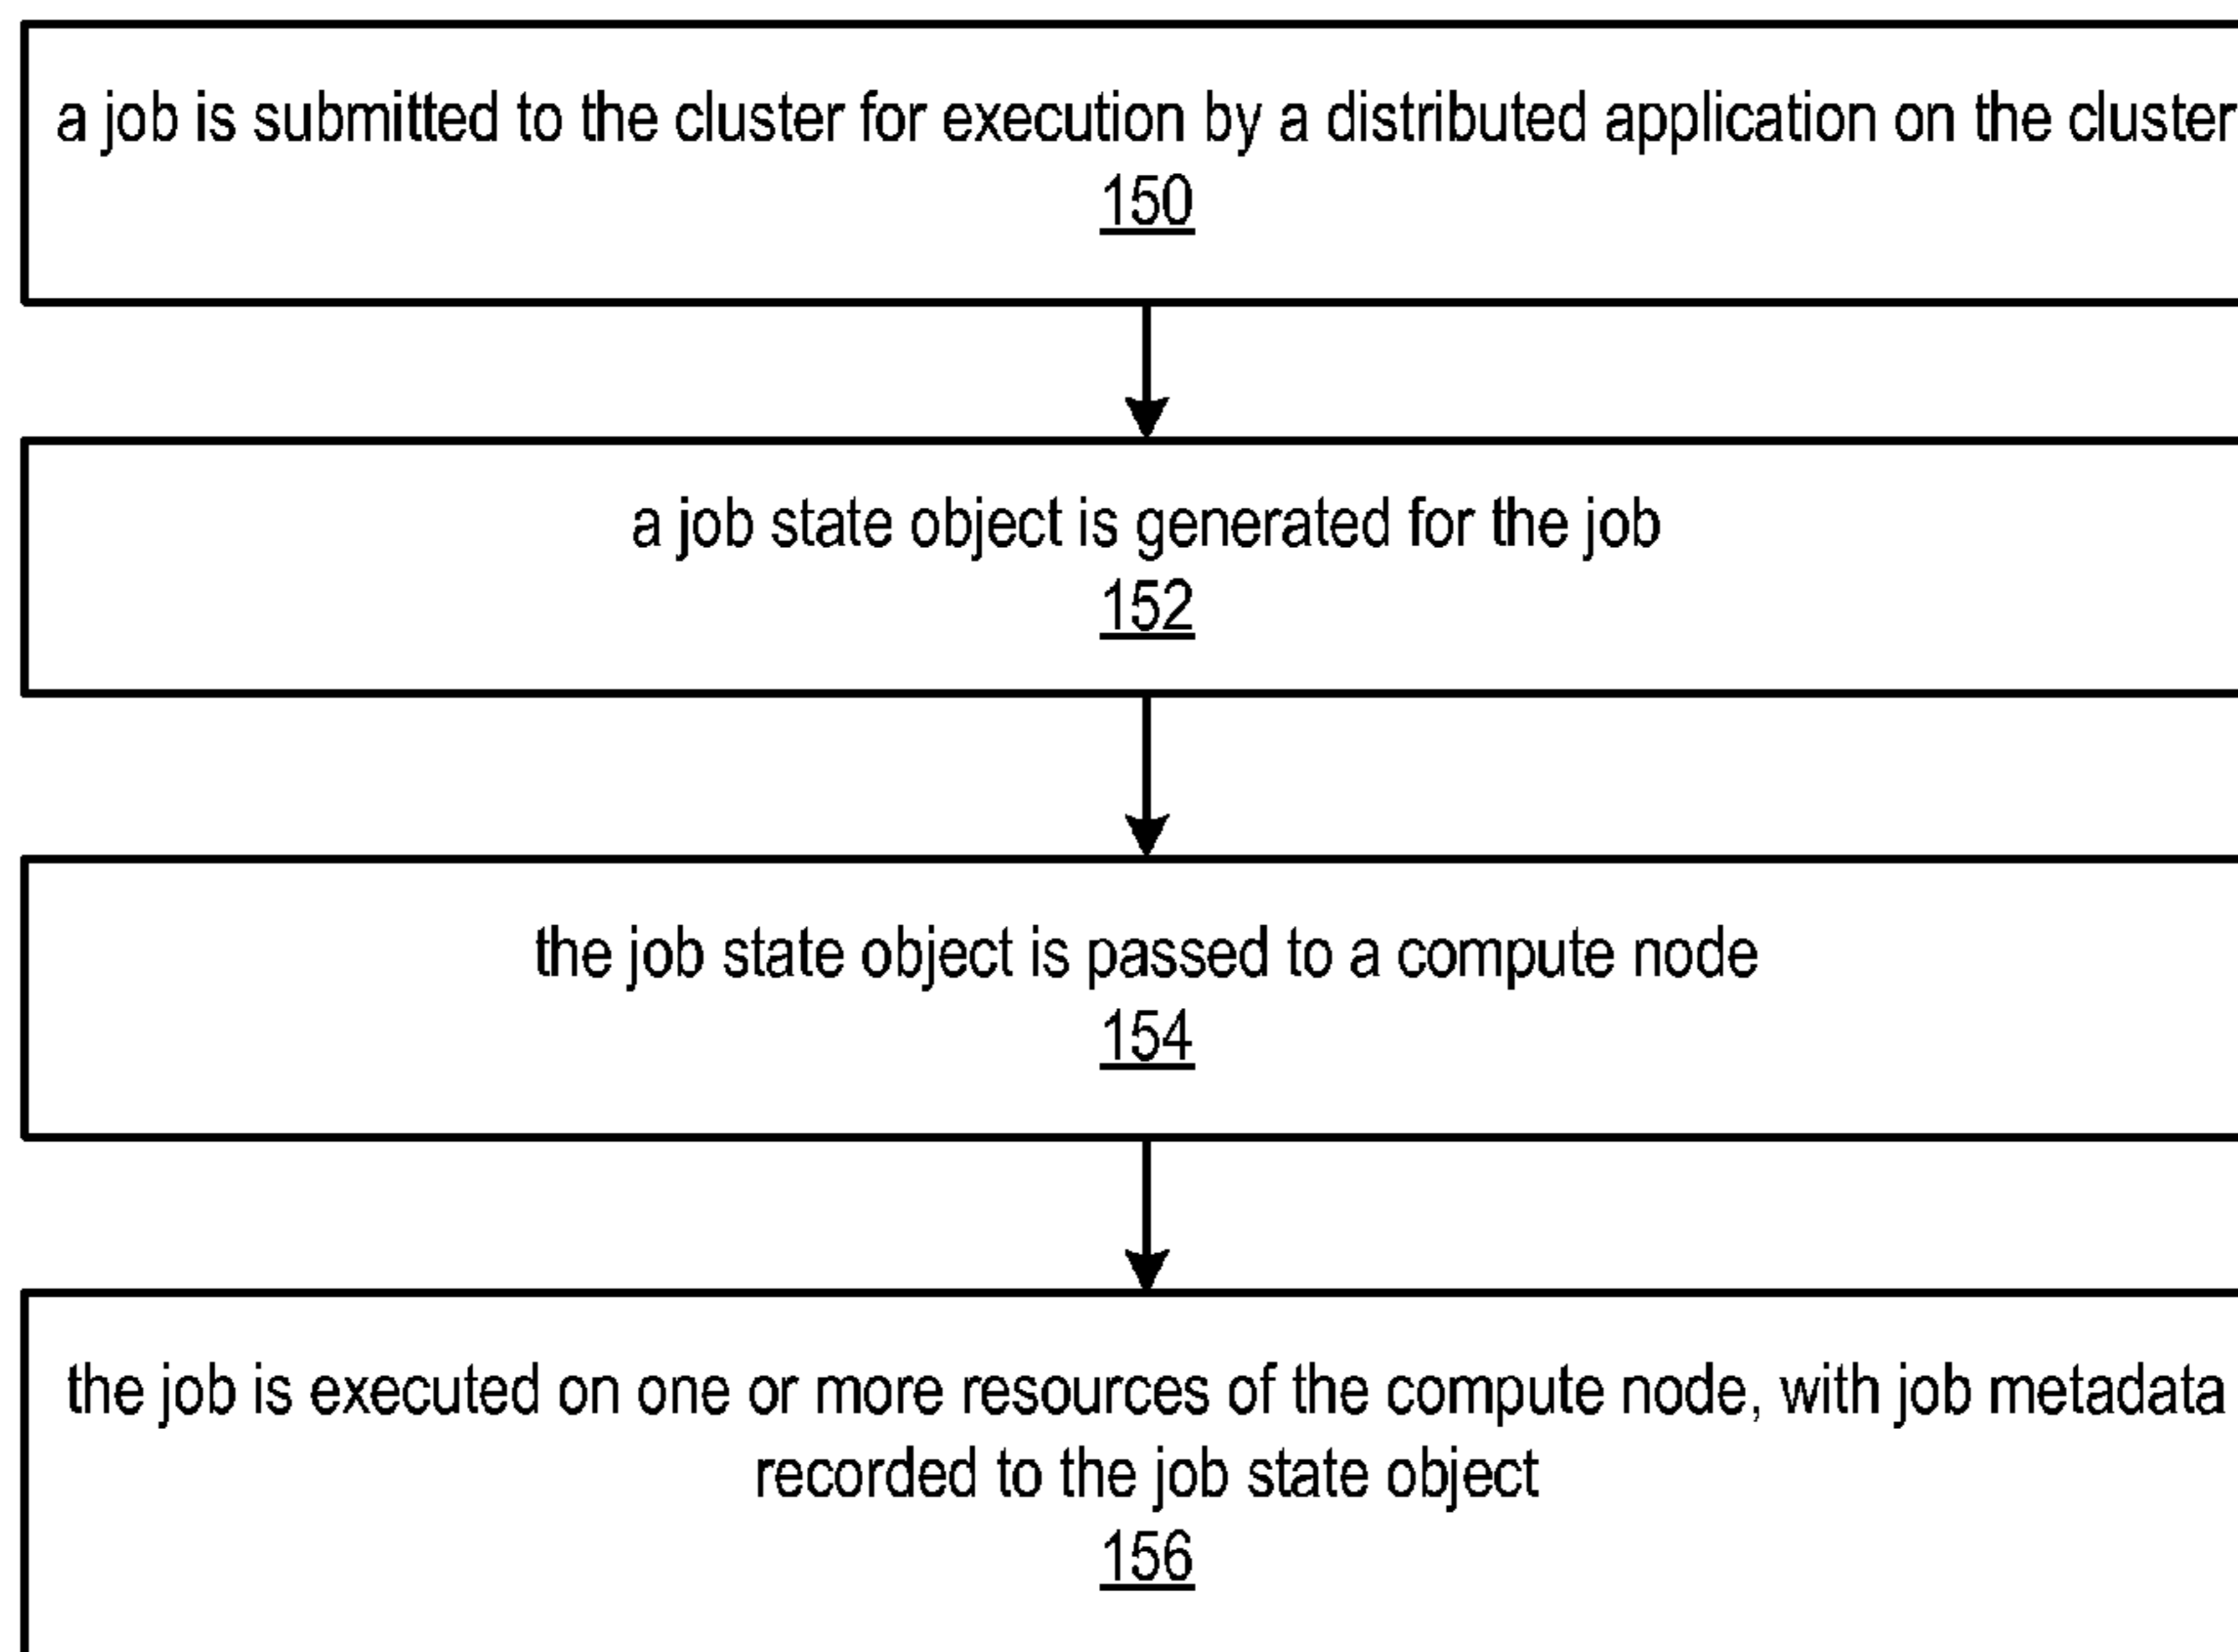 a job is submitted to the cluster for execution by a distributed application on the cluster
150
a job state object is generated for the job
152
the job state object is passed to a compute node
154
the job is executed on one or more resources of the compute node, with job metadata
recorded to the job state object
156